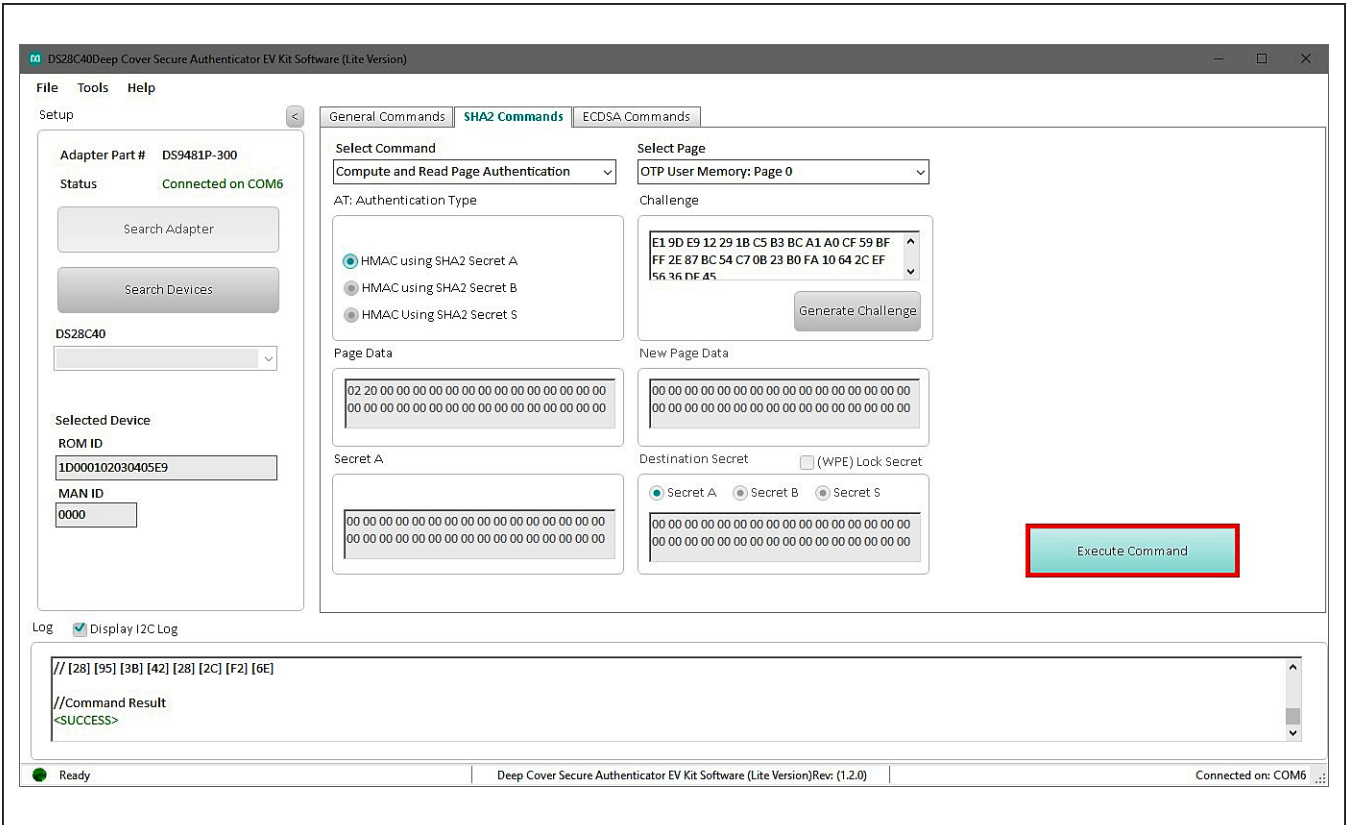 DS28C40Deep Cover Secure Authenticator EV Kit Software (Lite Version)
File Tools Help
Setup
<
Adapter Part # DS9481P-300
Status Connected on COM6
Search Adapter
Search Devices
DS28C40
Selected Device
ROM ID
1D000102030405E9
MAN ID
0000
General Commands SHA2 Commands ECDSA Commands
Select Command
Compute and Read Page Authentication
Select Page
OTP User Memory: Page 0
AT: Authentication Type
HMAC using SHA2 Secret A
HMAC using SHA2 Secret B
HMAC Using SHA2 Secret S
Challenge
E1 9D E9 12 29 1B C5 B3 BC A1 A0 CF 59 BF
FF 2E 87 BC 54 C7 0B 23 B0 FA 10 64 2C EF
56 36 DF 45
Generate Challenge
Page Data
02 20 00 00 00 00 00 00 00 00 00 00 00 00 00 00
00 00 00 00 00 00 00 00 00 00 00 00 00 00 00 00
New Page Data
00 00 00 00 00 00 00 00 00 00 00 00 00 00 00 00
00 00 00 00 00 00 00 00 00 00 00 00 00 00 00 00
Secret A
00 00 00 00 00 00 00 00 00 00 00 00 00 00 00 00
00 00 00 00 00 00 00 00 00 00 00 00 00 00 00 00
Destination Secret (WPE) Lock Secret
Secret A Secret B Secret S
00 00 00 00 00 00 00 00 00 00 00 00 00 00 00 00
00 00 00 00 00 00 00 00 00 00 00 00 00 00 00 00
Execute Command
Log Display I2C Log
// [28] [95] [3B] [42] [28] [2C] [F2] [6E]
//Command Result
<SUCCESS>
Ready
Deep Cover Secure Authenticator EV Kit Software (Lite Version)Rev: (1.2.0)
Connected on: COM6